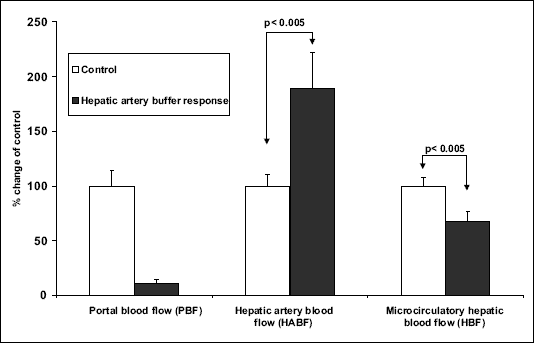 250
200
150
100
50
0
% change of control
Control
Hepatic artery buffer response
p< 0.005
p< 0.005
Portal blood flow (PBF)
Hepatic artery blood
flow (HABF)
Microcirculatory hepatic
blood flow (HBF)